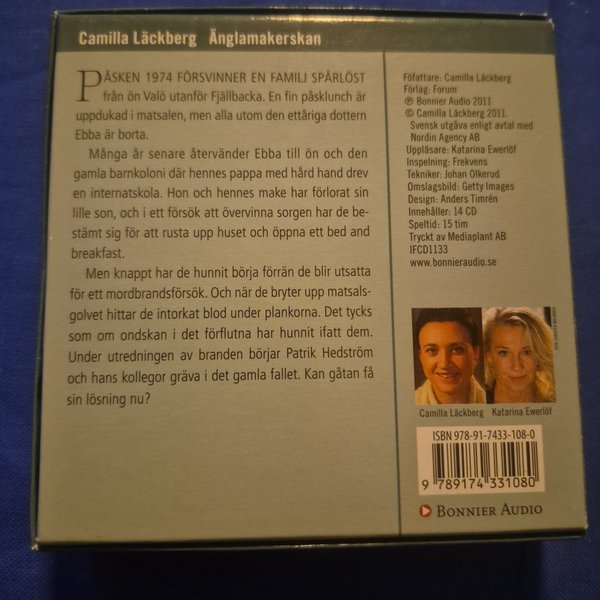 Camilla Läckberg Änglamakerskan
PÅSKEN 1974 FÖRSVINNER EN FAMILJ SPÅRLÖST
från ön Valö utanför Fjällbacka. En fin påsklunch är
uppdukad i matsalen, men alla utom den ettåriga dottern
Ebba är borta.
Många år senare återvänder Ebba till ön och den
gamla barnkoloni där hennes pappa med hård hand drev
en internatskola. Hon och hennes make har förlorat sin
lille son, och i ett försök att övervinna sorgen har de be-
stämt sig för att rusta upp huset och öppna ett bed and
breakfast.
Men knappt har de hunnit börja förrän de blir utsatta
för ett mordbrandsförsök. Och när de bryter upp matsals-
golvet hittar de intorkat blod under plankorna. Det tycks
som om ondskan i det förflutna har hunnit ifatt dem.
Under utredningen av branden börjar Patrik Hedström
och hans kollegor gräva i det gamla fallet. Kan gåtan få
sin lösning nu?
Föfattare: Camilla Läckberg
Förlag: Forum
℗ Bonnier Audio 2011
© Camilla Läckberg 2011.
Svensk utgåva enligt avtal med
Nordin Agency AB
Uppläsare: Katarina Ewerlöf
Inspelning: Frekvens
Tekniker: Johan Olkerud
Omslagsbild: Getty Images
Design: Anders Timrén
Innehåller: 14 CD
Speltid: 15 tim
Tryckt av Mediaplant AB
IFCD1133
www.bonnieraudio.se
Camilla Läckberg Katarina Ewerlöf
ISBN 978-91-7433-108-0
9 789174 331080
BONNIER AUDIO